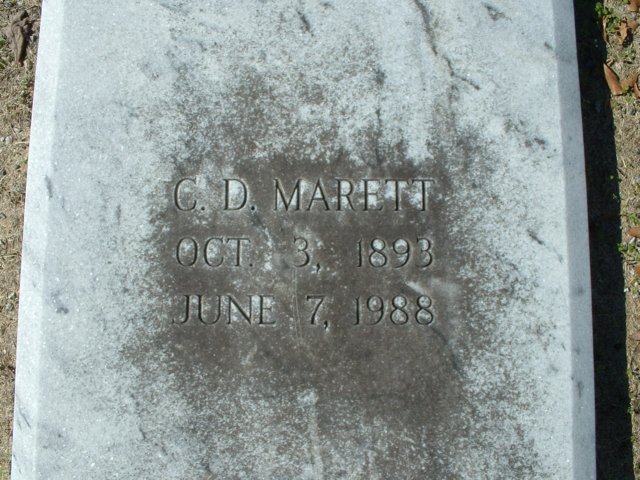 C. D. MARETT
OCT. 3, 1893
JUNE 7, 1988